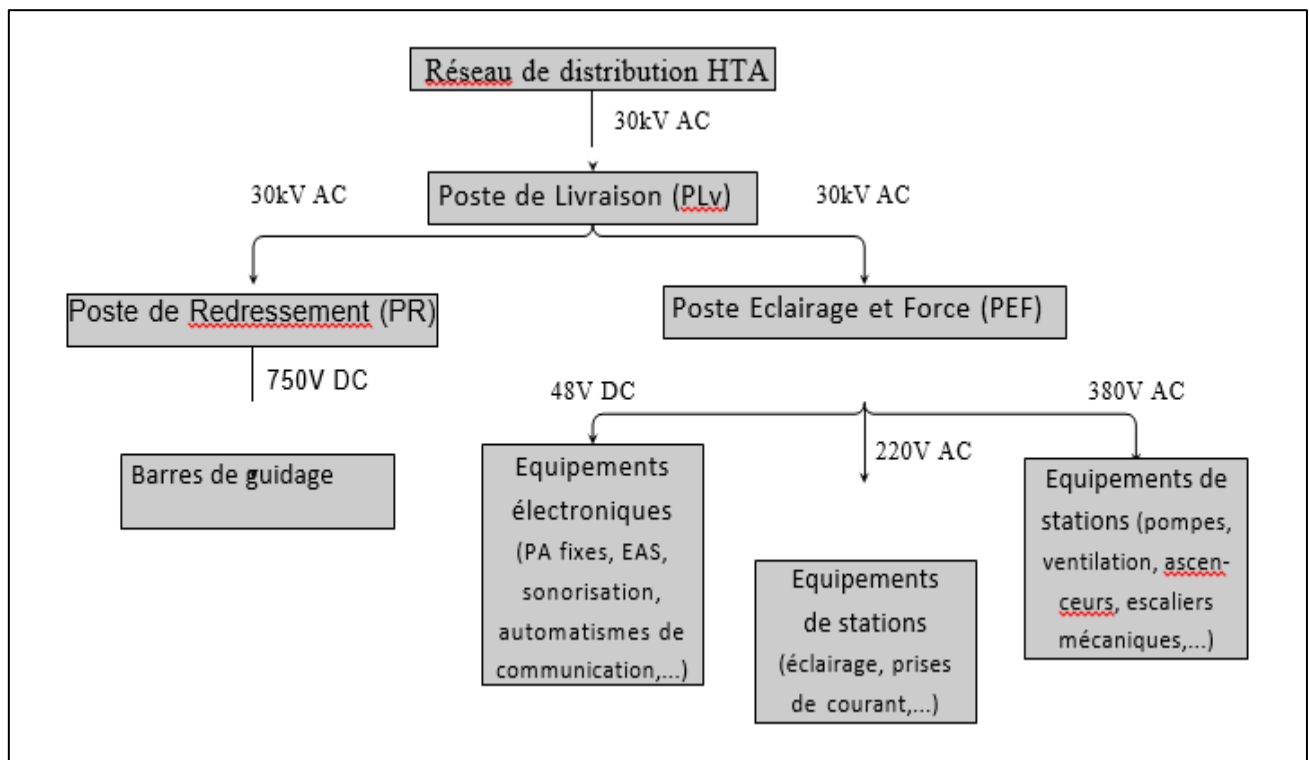 Réseau de distribution HTA
30kV AC
30kV AC
Poste de Livraison (PLv)
30kV AC
Poste de Redressement (PR)
Poste Eclairage et Force (PEF)
750V DC
48V DC
380V AC
220V AC
Barres de guidage
Equipements
électroniques
(PA fixes, EAS,
sonorisation,
automatismes de
communication,...)
Equipements
de stations
(éclairage, prises
de courant,...)
Equipements de
stations (pompes,
ventilation, ascen-
ceurs, escaliers
mécaniques,...)